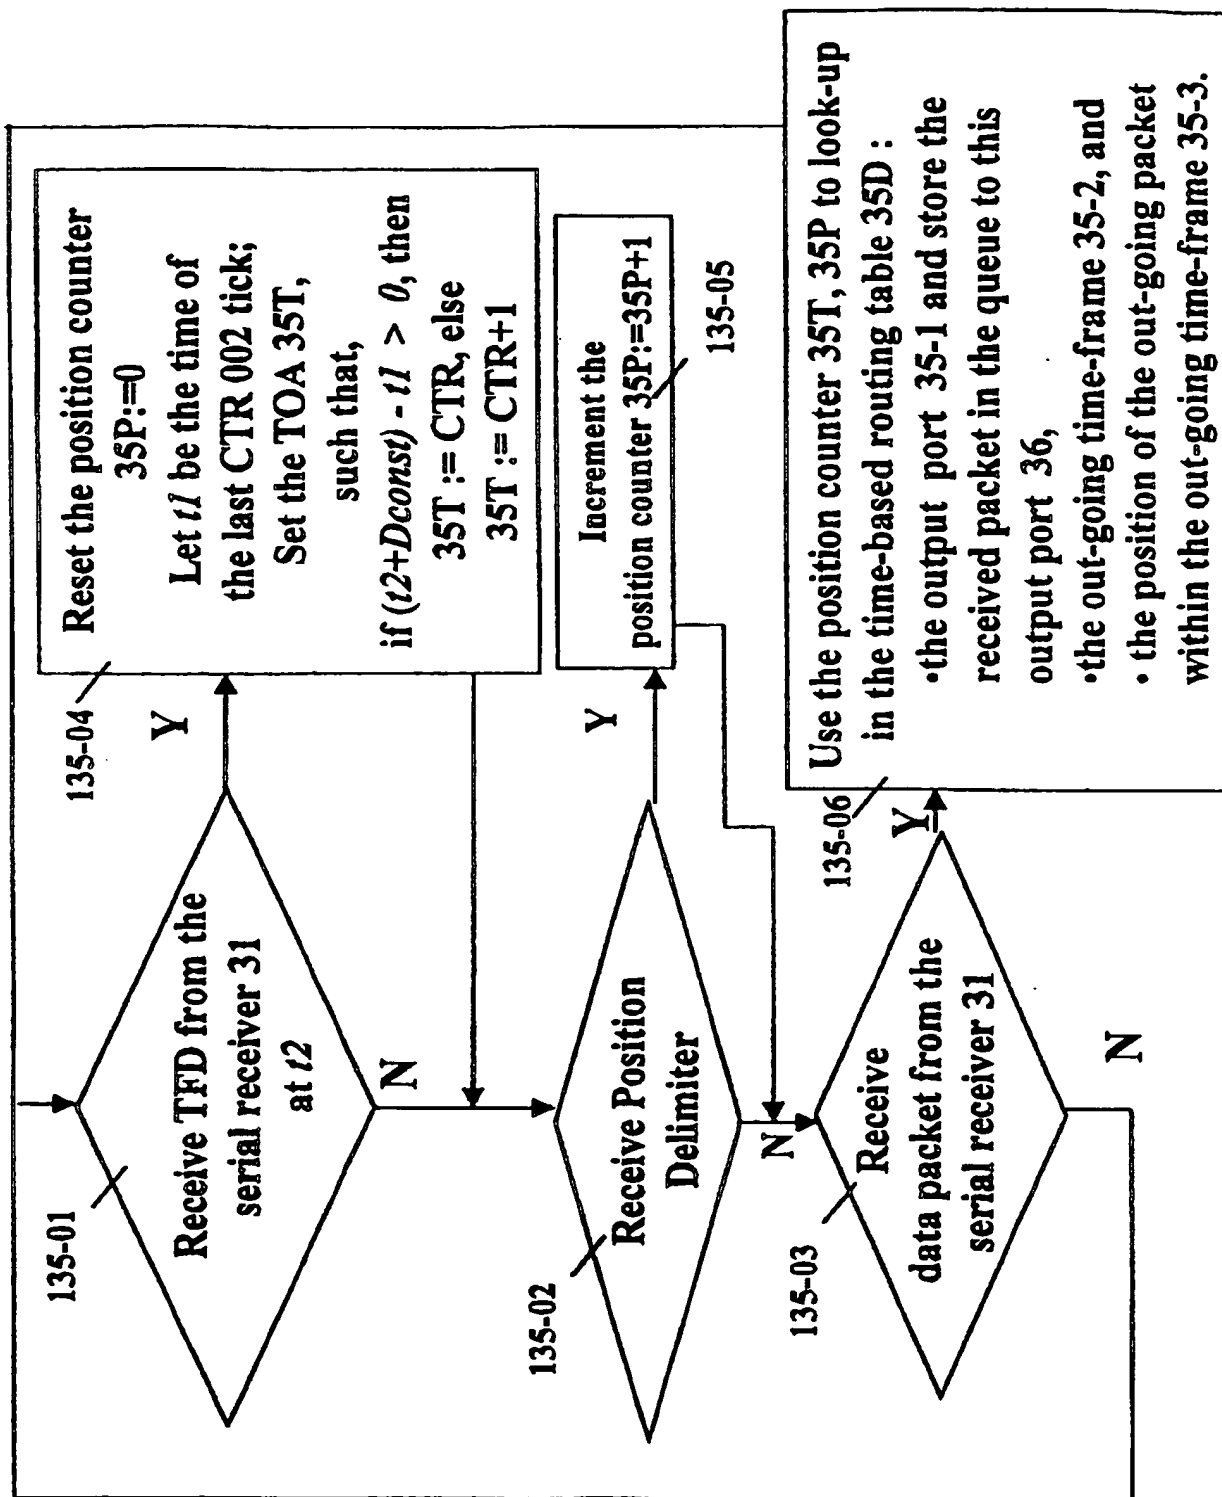 135-01
Receive TFD from the
serial receiver 31
at t2
Y
N
135-04
Reset the position counter
35P:=0
Let t1 be the time of
the last CTR 002 tick;
Set the TOA 35T,
such that,
if (t2+Dconst) - t1 > 0, then
35T := CTR, else
35T := CTR+1
135-02
Receive Position
Delimiter
Y
N
Increment the
position counter 35P:=35P+1
135-05
135-03
Receive
data packet from the
serial receiver 31
Y
N
135-06
Use the position counter 35T, 35P to look-up
in the time-based routing table 35D :
•the output port 35-1 and store the
received packet in the queue to this
output port 36,
•the out-going time-frame 35-2, and
• the position of the out-going packet
within the out-going time-frame 35-3.